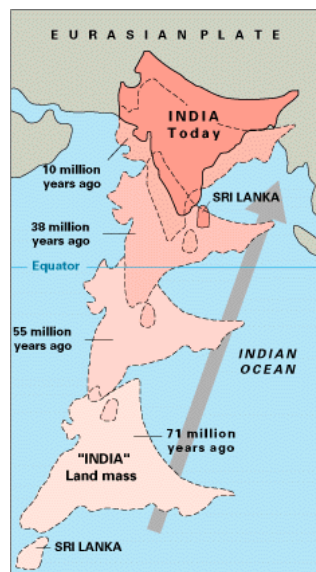 EURASIAN PLATE
INDIA
Today
10 million
years ago
SRI LANKA
38 million
years ago
Equator
55 million
years ago
INDIAN
OCEAN
71 million
years ago
"INDIA"
Land mass
SRI LANKA